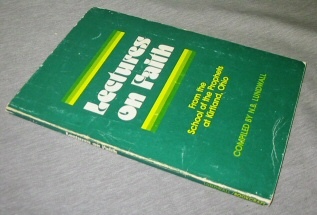 Lectures
on Faith
From the
School of the Prophets
at Kirtland, Ohio
COMPILED BY N.B. LUNDWALL